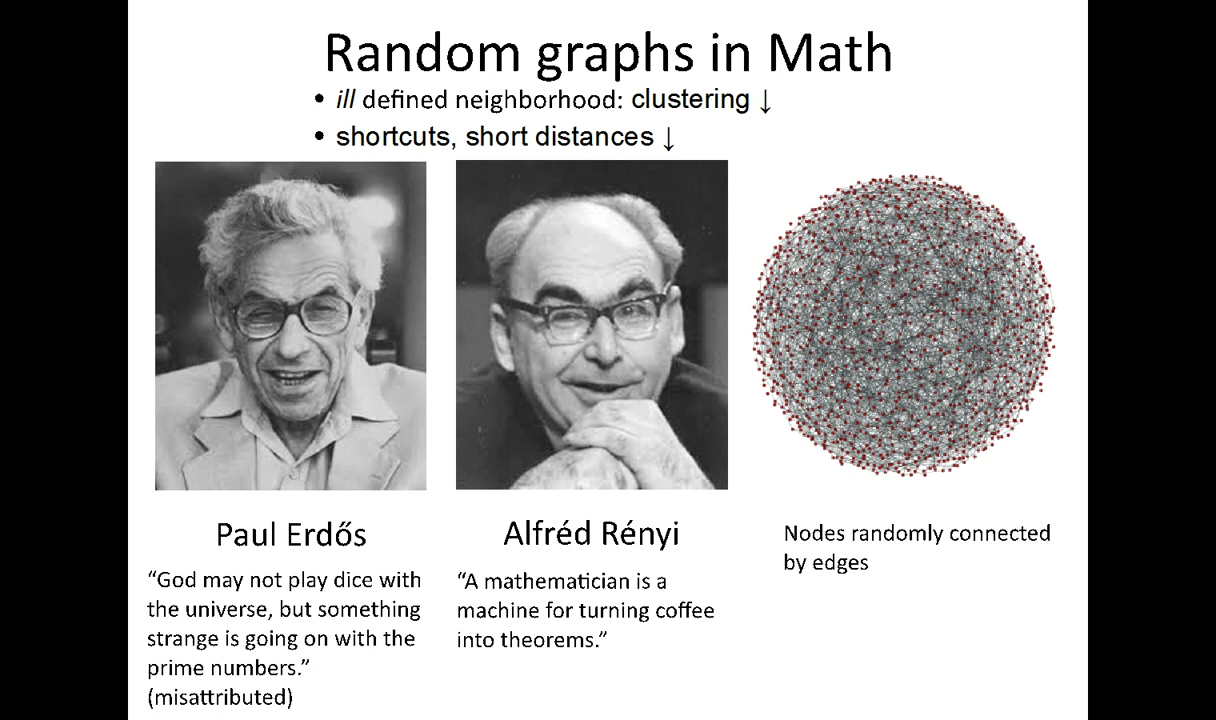 Random graphs in Math
• ill defined neighborhood: clustering ↓
• shortcuts, short distances ↓
Paul Erdős
“God may not play dice with
the universe, but something
strange is going on with the
prime numbers.”
(misattributed)
Alfréd Rényi
“A mathematician is a
machine for turning coffee
into theorems.”
Nodes randomly connected
by edges